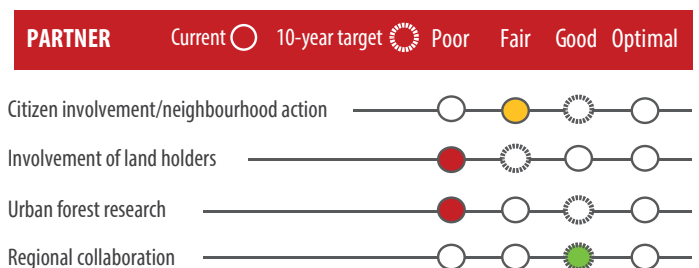 PARTNER Current 10-year target Poor Fair Good Optimal
Citizen involvement/neighbourhood action
Involvement of land holders
Urban forest research
Regional collaboration